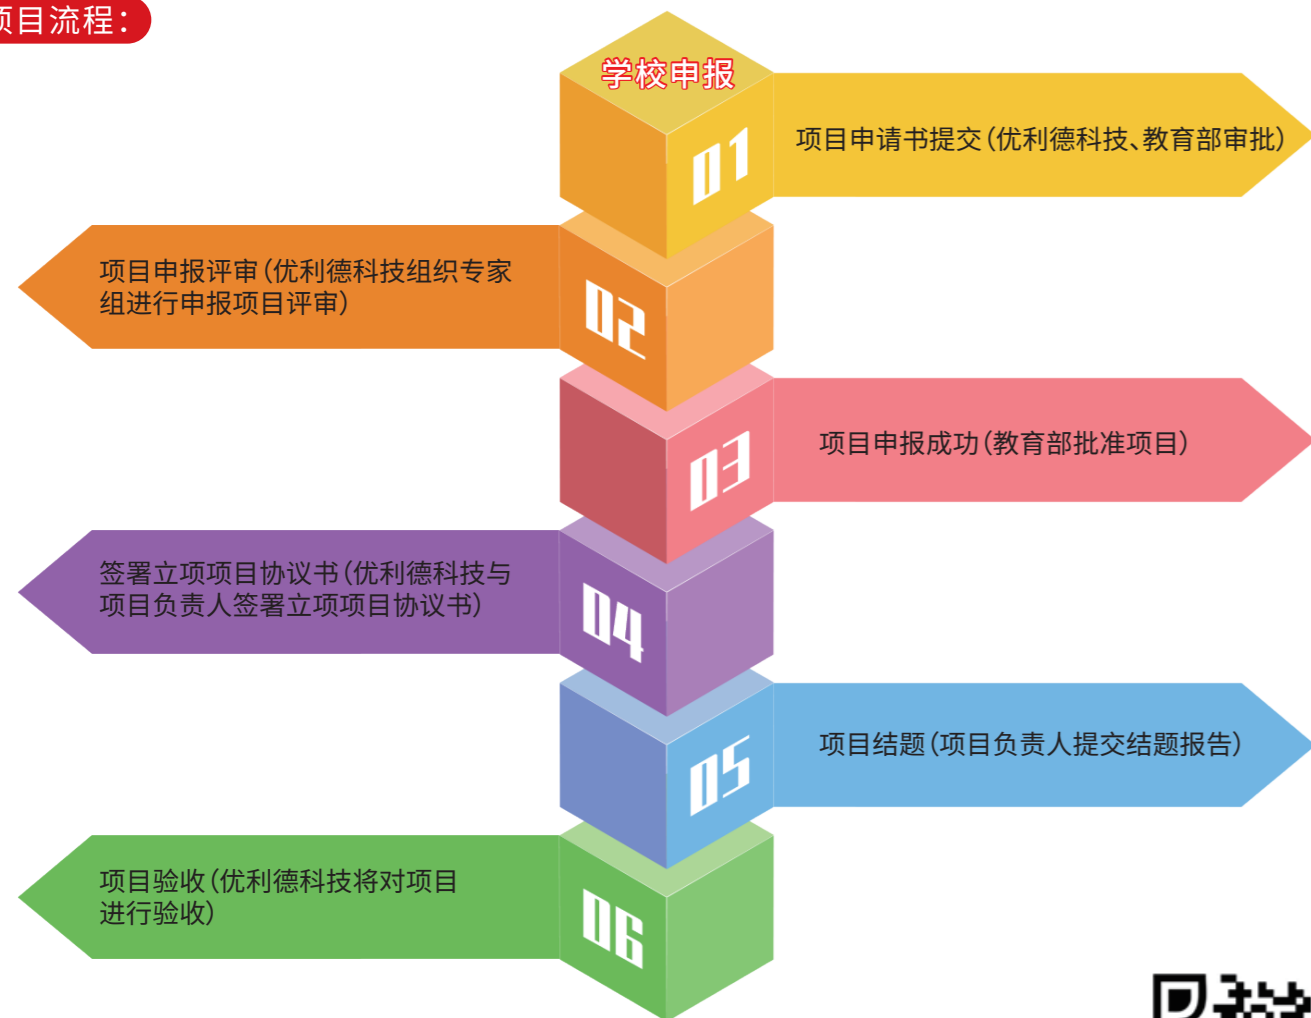 项目流程：
学校申报
01
项目申请书提交（优利德科技、教育部审批）
02
项目申报评审（优利德科技组织专家
组进行申报项目评审）
03
项目申报成功（教育部批准项目）
04
签署立项项目协议书（优利德科技与
项目负责人签署立项项目协议书）
05
项目结题（项目负责人提交结题报告）
06
项目验收（优利德科技将对项目
进行验收）